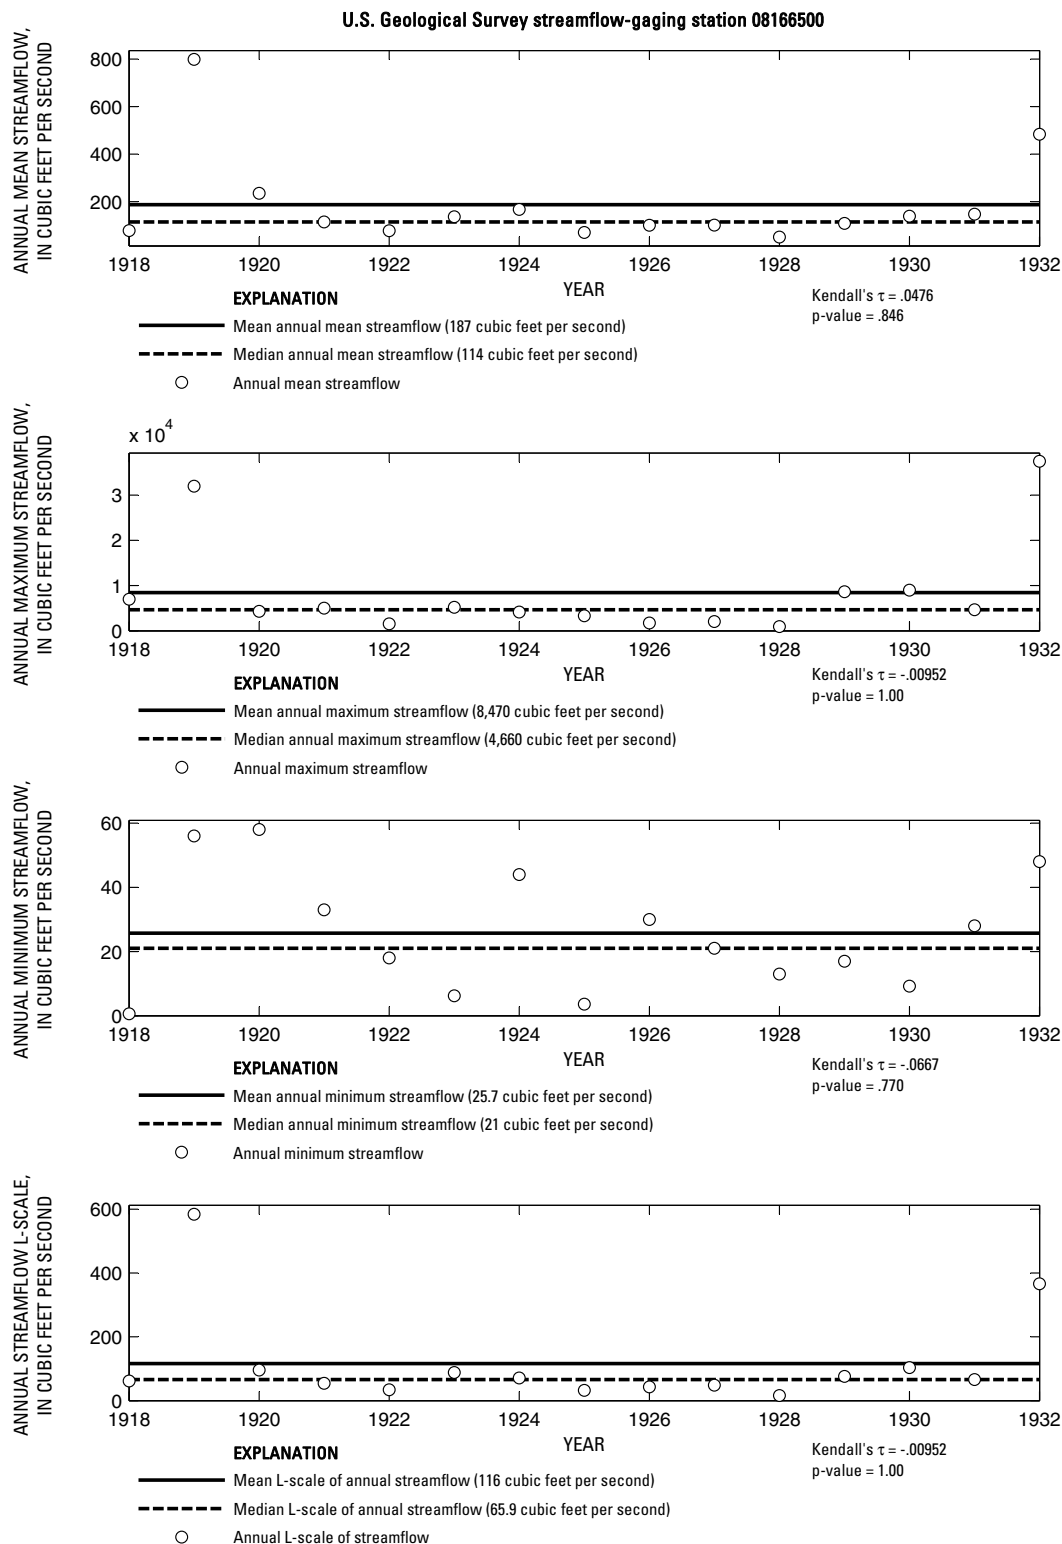 U.S. Geological Survey streamflow-gaging station 08166500
ANNUAL MEAN STREAMFLOW,
IN CUBIC FEET PER SECOND
800
600
400
200
1918 1920 1922 1924 1926 1928 1930 1932
YEAR
Kendall's τ = .0476
p-value = .846
EXPLANATION
Mean annual mean streamflow (187 cubic feet per second)
Median annual mean streamflow (114 cubic feet per second)
Annual mean streamflow
ANNUAL MAXIMUM STREAMFLOW,
IN CUBIC FEET PER SECOND
x 10^4
3
2
1
0
1918 1920 1922 1924 1926 1928 1930 1932
YEAR
Kendall's τ = -.00952
p-value = 1.00
EXPLANATION
Mean annual maximum streamflow (8,470 cubic feet per second)
Median annual maximum streamflow (4,660 cubic feet per second)
Annual maximum streamflow
ANNUAL MINIMUM STREAMFLOW,
IN CUBIC FEET PER SECOND
60
40
20
0
1918 1920 1922 1924 1926 1928 1930 1932
YEAR
Kendall's τ = -.0667
p-value = .770
EXPLANATION
Mean annual minimum streamflow (25.7 cubic feet per second)
Median annual minimum streamflow (21 cubic feet per second)
Annual minimum streamflow
ANNUAL STREAMFLOW L-SCALE,
IN CUBIC FEET PER SECOND
600
400
200
0
1918 1920 1922 1924 1926 1928 1930 1932
YEAR
Kendall's τ = -.00952
p-value = 1.00
EXPLANATION
Mean L-scale of annual streamflow (116 cubic feet per second)
Median L-scale of annual streamflow (65.9 cubic feet per second)
Annual L-scale of streamflow